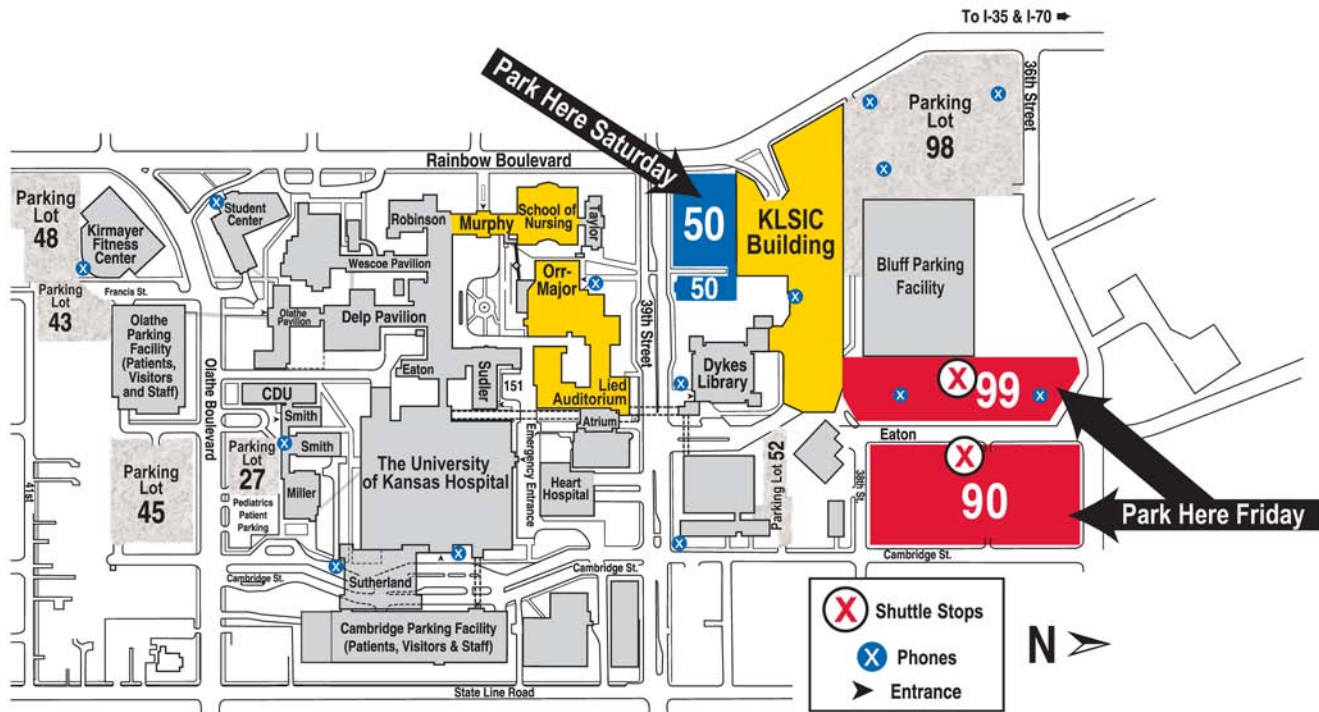 To I-35 & I-70
36th Street
Park Here Saturday
Parking
Lot
98
Rainbow Boulevard
Parking
Lot
48
Kirmayer
Fitness
Center
Student
Center
Robinson
Murphy
School of
Nursing
Taylor
50
KLSIC
Building
Wescoe Pavilion
Orr-
Major
Bluff Parking
Facility
50
Francis St.
Parking
Lot
43
Olathe
Pavilion
Delp Pavilion
39th Street
Olathe
Parking
Facility
(Patients,
Visitors
and Staff)
Olathe Boulevard
Eaton
Sudler
151
Lied
Auditorium
Dykes
Library
X
99
CDU
Smith
Atrium
Eaton
Parking
Lot
45
Parking
Lot
27
Smith
Miller
The University
of Kansas Hospital
Emergency Entrance
Heart
Hospital
Parking Lot 52
38th St.
X
90
Park Here Friday
41st
Pediatrics
Patient
Parking
Cambridge St.
Cambridge St.
Sutherland
Cambridge St.
Cambridge Parking Facility
(Patients, Visitors & Staff)
X Shuttle Stops
X Phones
Entrance
N
State Line Road